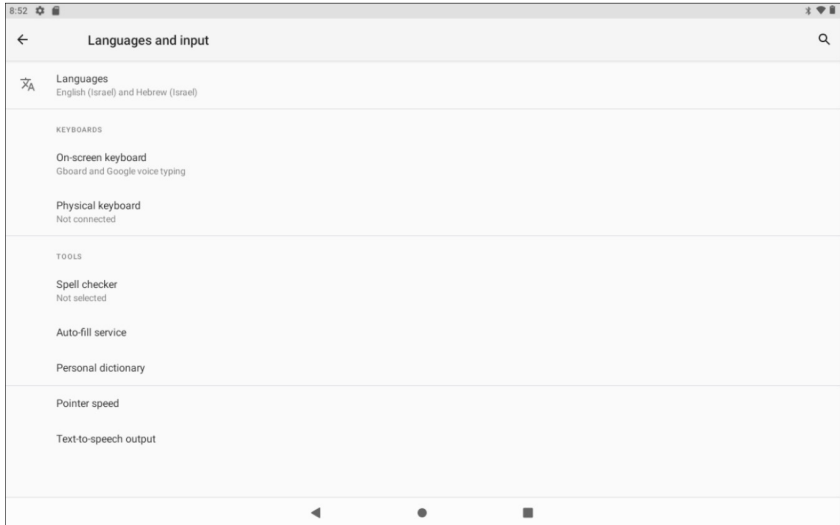 8:52
Languages and input
Languages
English (Israel) and Hebrew (Israel)
KEYBOARDS
On-screen keyboard
Gboard and Google voice typing
Physical keyboard
Not connected
TOOLS
Spell checker
Not selected
Auto-fill service
Personal dictionary
Pointer speed
Text-to-speech output